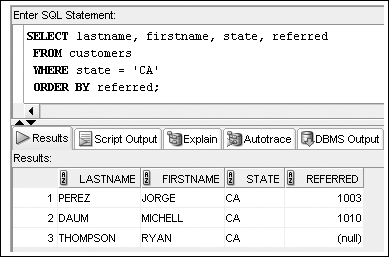 Enter SQL Statement:
SELECT lastname, firstname, state, referred
FROM customers
WHERE state = 'CA'
ORDER BY referred;
Results Script Output Explain Autotrace DBMS Output
Results:
LASTNAME FIRSTNAME STATE REFERRED
1 PEREZ JORGE CA 1003
2 DAUM MICHELL CA 1010
3 THOMPSON RYAN CA (null)